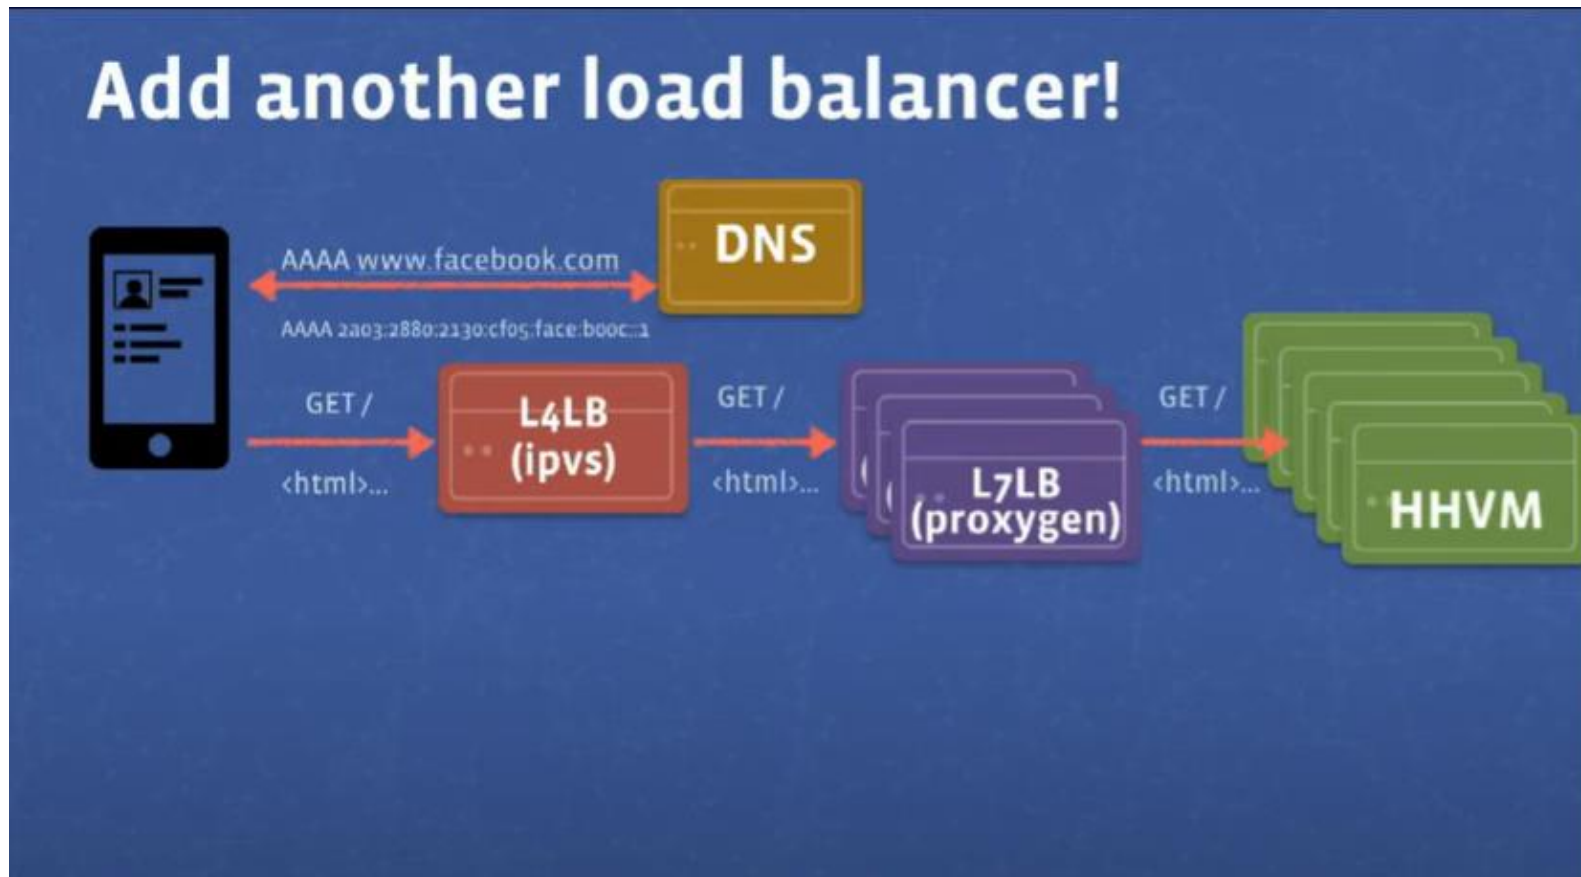 Add another load balancer!
DNS
AAAA www.facebook.com
AAAA 2a03:2880:2130:cf05:face:b00c::1
GET /
<html>...
L4LB
(ipvs)
GET /
<html>...
L7LB
(proxygen)
GET /
<html>...
HHVM